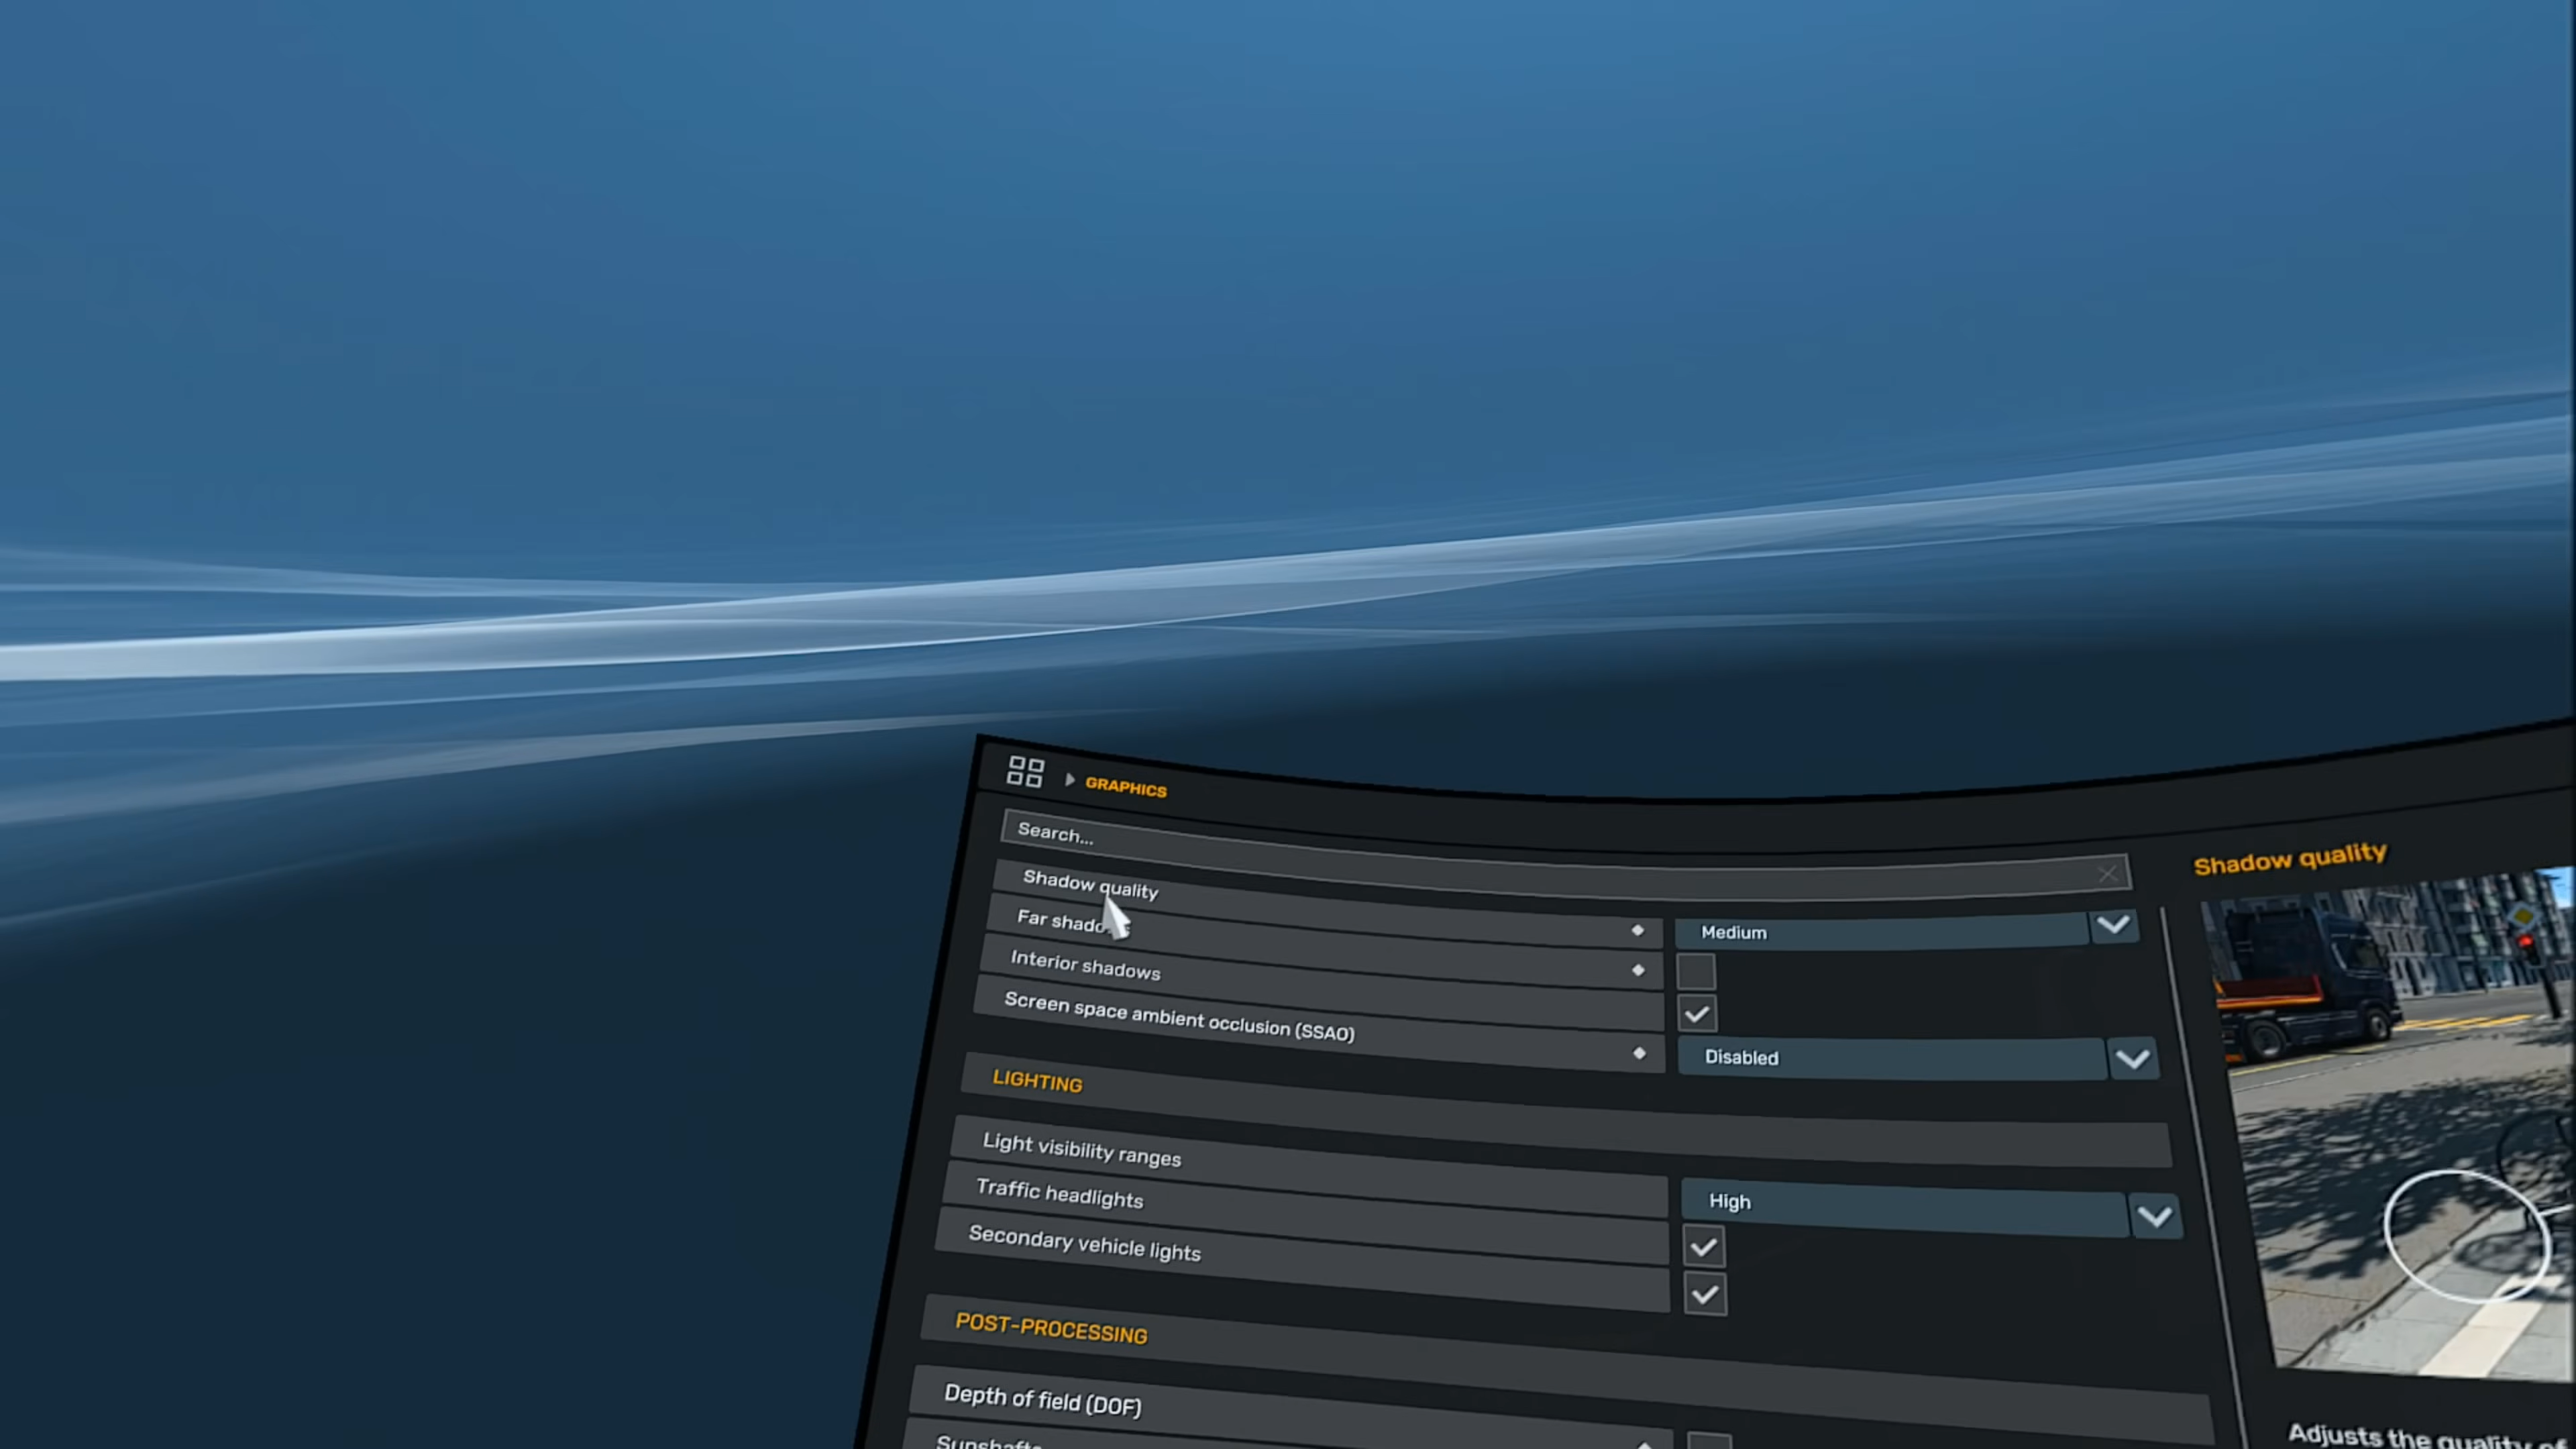 GRAPHICS
Search...
Shadow quality
Medium
Far shado
Interior shadows
Screen space ambient occlusion (SSAO)
Disabled
LIGHTING
Light visibility ranges
High
Traffic headlights
Secondary vehicle lights
POST-PROCESSING
Depth of field (DOF)
Shadow quality
Adjusts the quality of